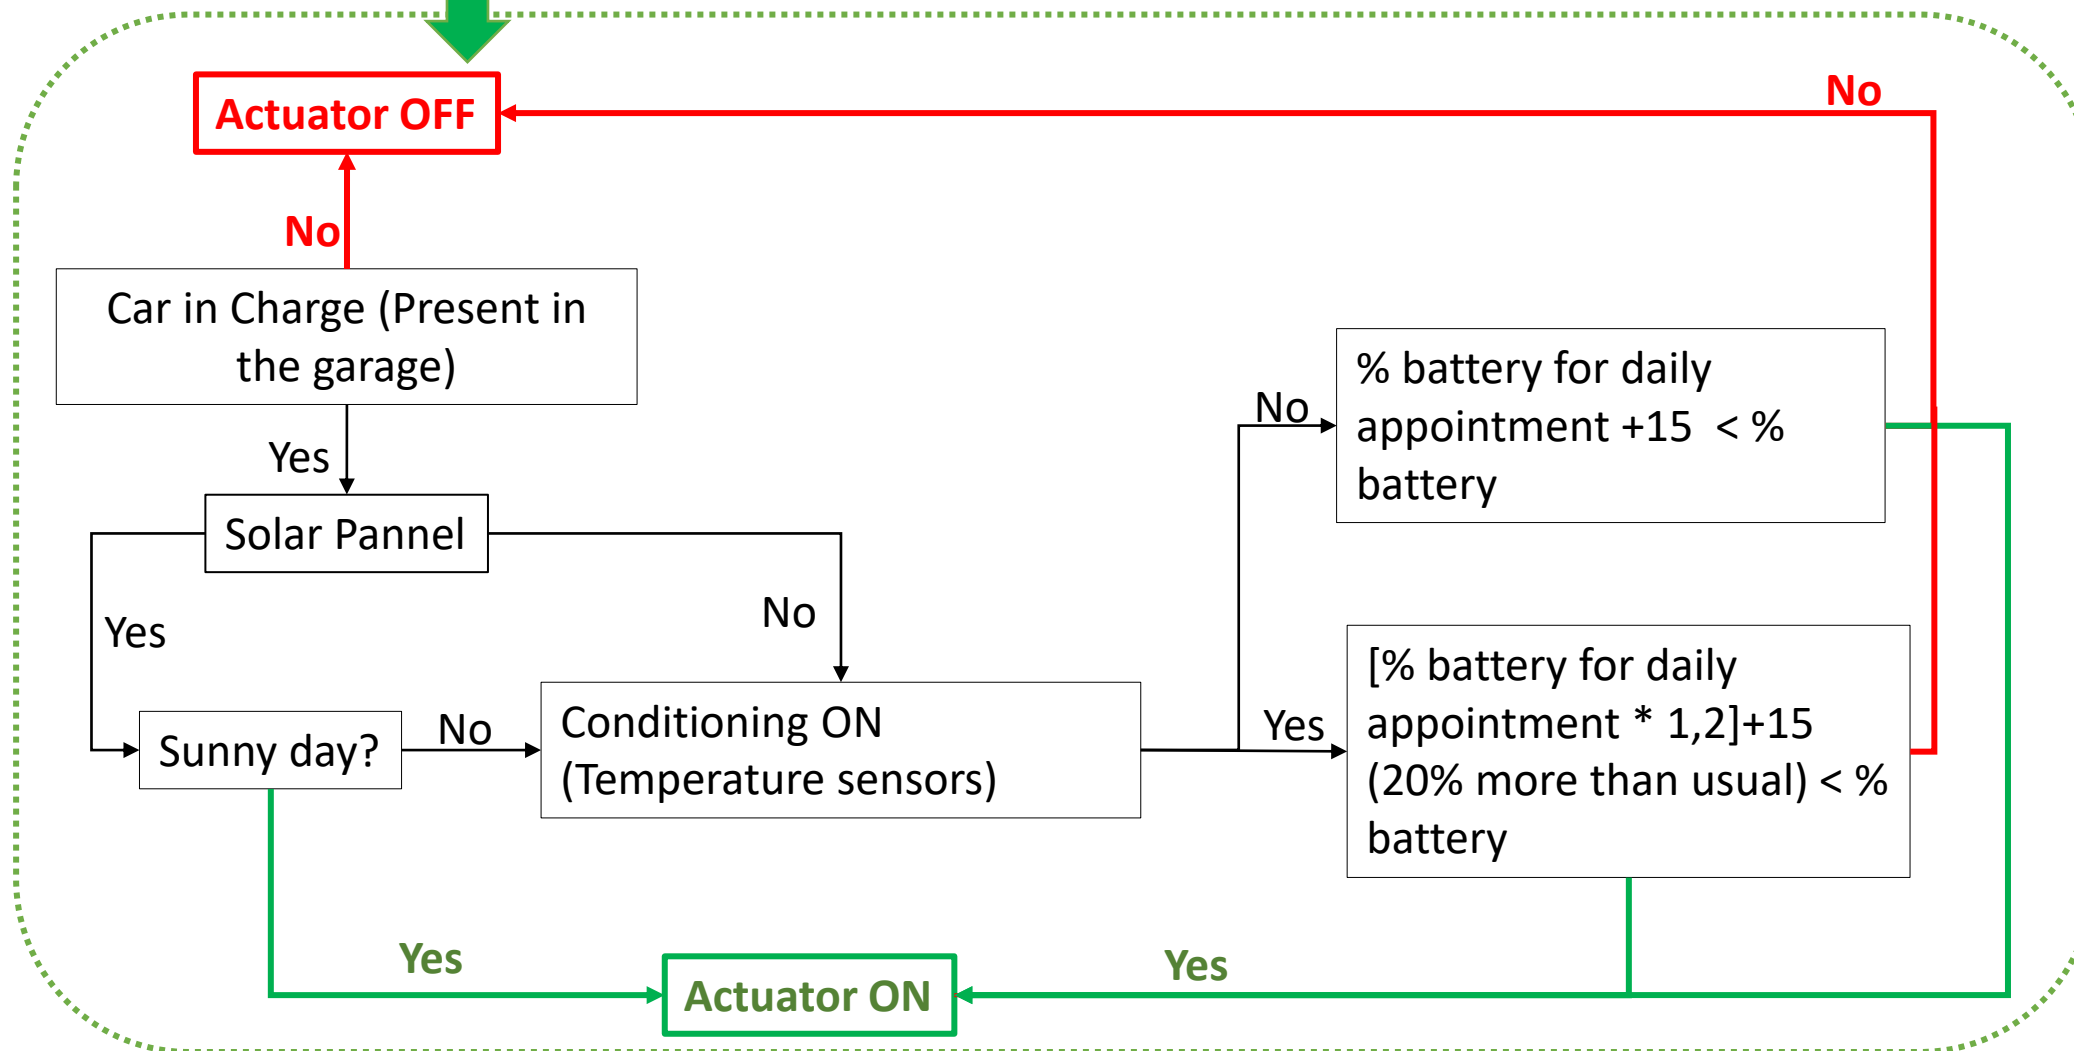 Actuator OFF
No
No
Car in Charge (Present in
the garage)
Yes
Solar Pannel
Yes
No
Sunny day?
No
Conditioning ON
(Temperature sensors)
No
% battery for daily
appointment +15 < %
battery
Yes
[% battery for daily
appointment * 1,2]+15
(20% more than usual) < %
battery
Yes
Actuator ON
Yes